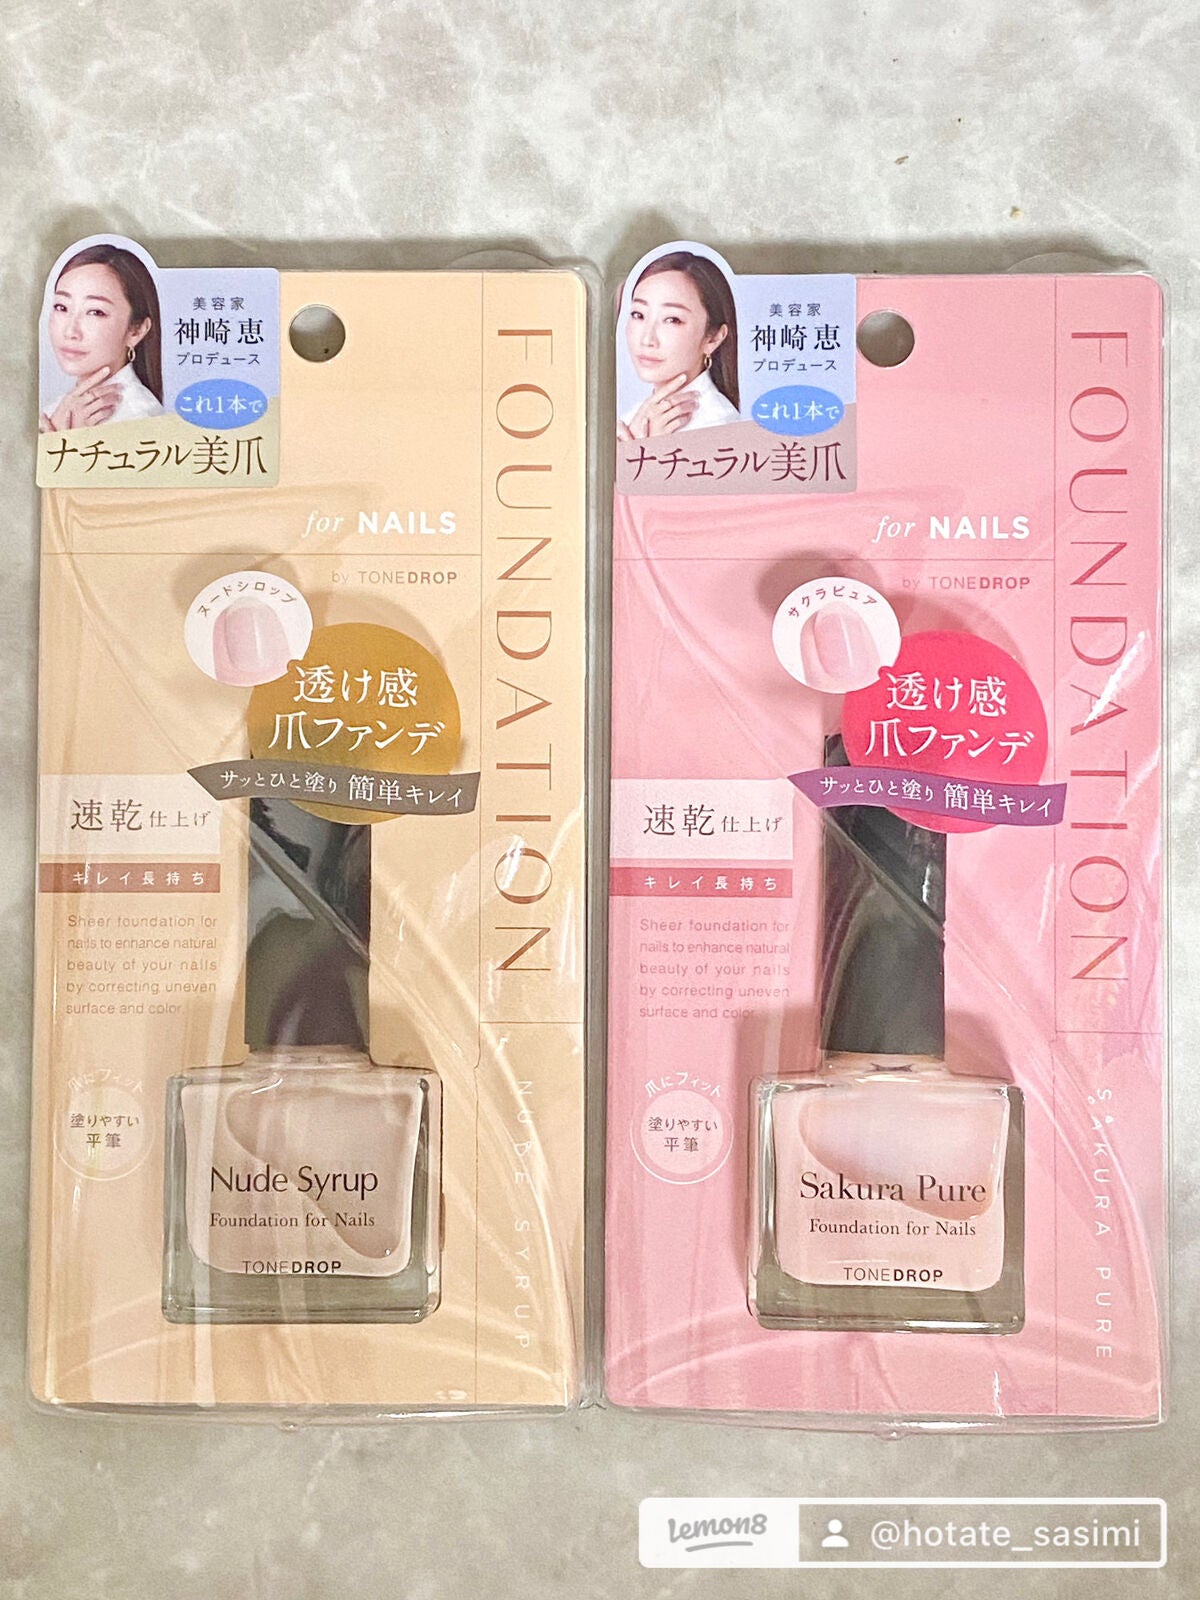 美容家
神崎恵
プロデュース
これ1本で
ナチュラル美爪
FOUNDATION
for NAILS
by TONEDROP
ヌードシロップ
透け感
爪ファンデ
サッとひと塗り 簡単キレイ
速乾仕上げ
キレイ長持ち
Sheer foundation for
nails to enhance natural
beauty of your nails
by correcting uneven
surface and color.
爪にフィット
塗りやすい
平筆
Nude Syrup
Foundation for Nails
TONEDROP
NUDE SYRUP
美容家
神崎恵
プロデュース
これ1本で
ナチュラル美爪
FOUNDATION
for NAILS
by TONEDROP
サクラピュア
透け感
爪ファンデ
サッとひと塗り 簡単キレイ
速乾仕上げ
キレイ長持ち
Sheer foundation for
nails to enhance natural
beauty of your nails
by correcting uneven
surface and color.
爪にフィット
塗りやすい
平筆
Sakura Pure
Foundation for Nails
TONEDROP
SAKURA PURE
lemon8
@hotate_sasimi